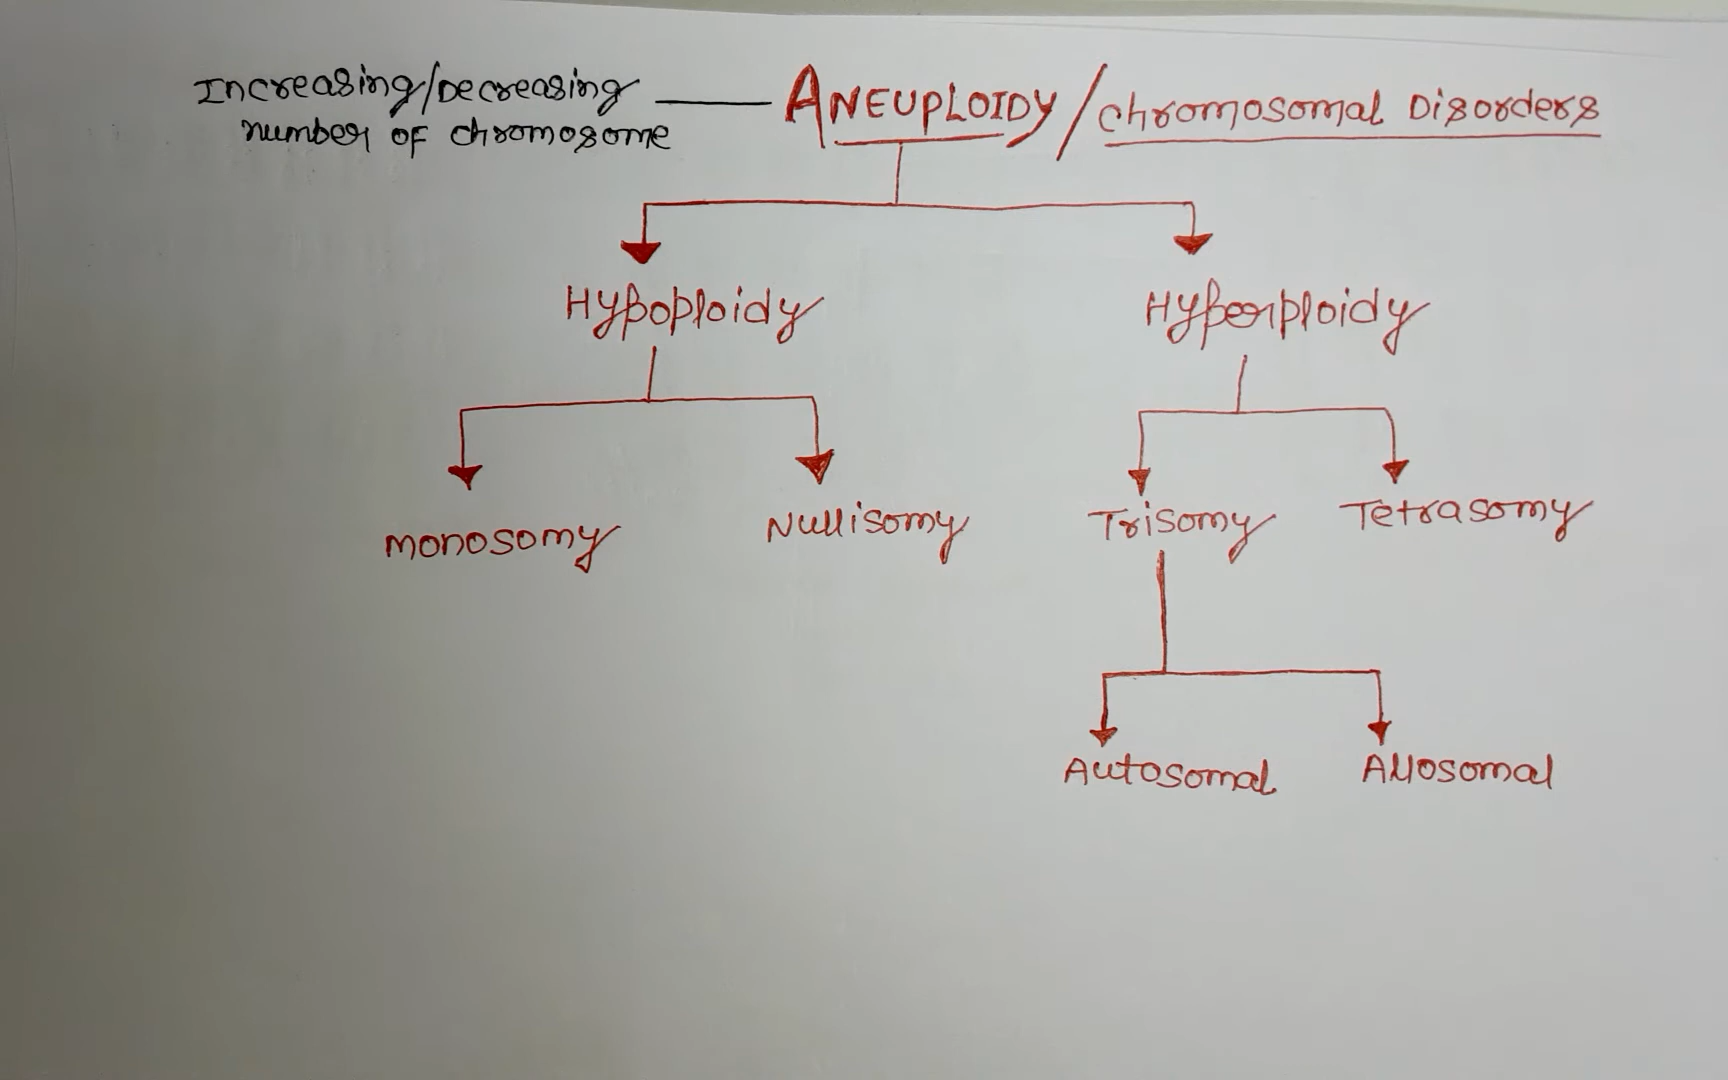 Increasing/Decreasing
number of chromosome
ANEUPLOIDY/chromosomal Disorders
Hypoploidy
Hyperploidy
monosomy
Nullisomy
Trisomy
Tetrasomy
Autosomal
Allosomal